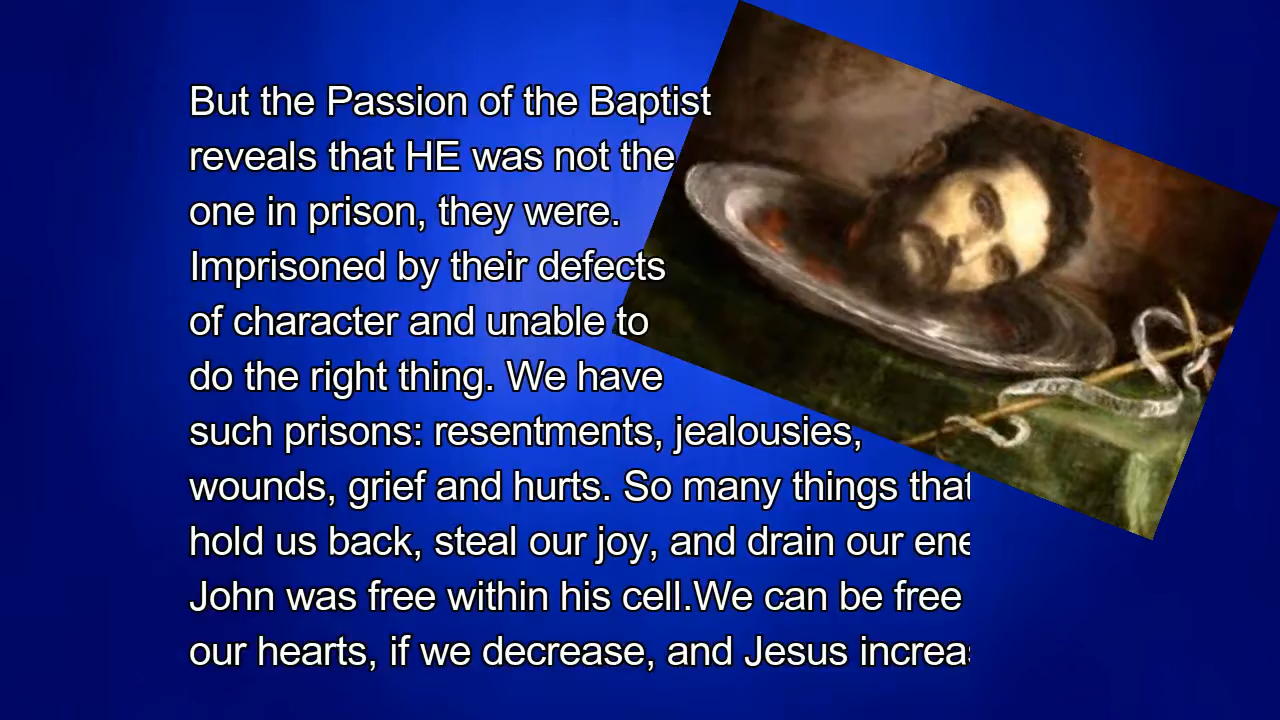 But the Passion of the Baptist
reveals that HE was not the
one in prison, they were.
Imprisoned by their defects
of character and unable to
do the right thing. We have
such prisons: resentments, jealousies,
wounds, grief and hurts. So many things that
hold us back, steal our joy, and drain our ene
John was free within his cell.We can be free
our hearts, if we decrease, and Jesus increas